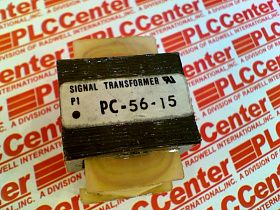 SIGNAL TRANSFORMER
P1
PC-56-15
PLCCenter
A DIVISION OF RADWELL INTERNATIONAL, INC.